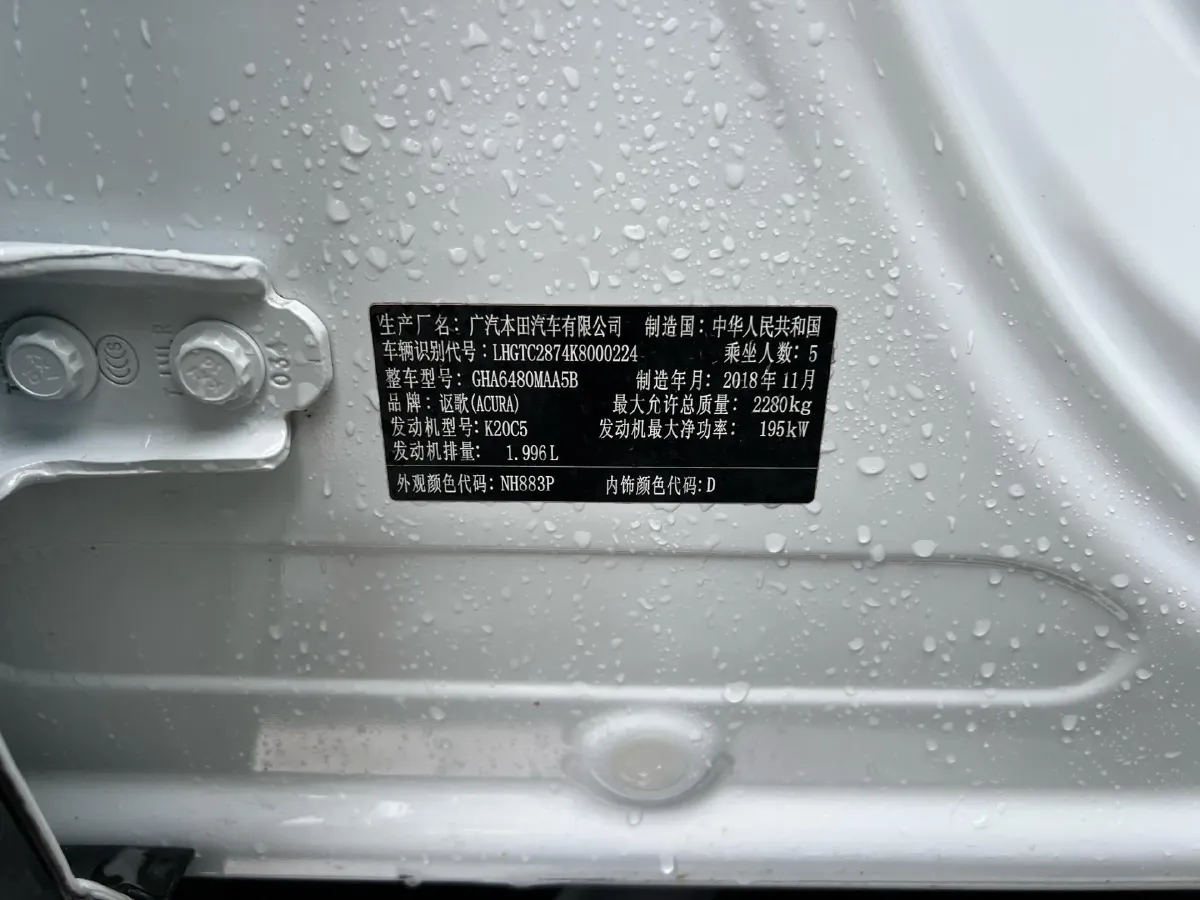 生产厂名：广汽本田汽车有限公司 制造国：中华人民共和国
车辆识别代号：LHGTC2874K8000224 乘坐人数：5
整车型号：GHA6480MAA5B 制造年月：2018年11月
品牌：讴歌(ACURA) 最大允许总质量：2280kg
发动机型号：K20C5 发动机最大净功率：195kW
发动机排量：1.996L
外观颜色代码：NH883P 内饰颜色代码：D
034